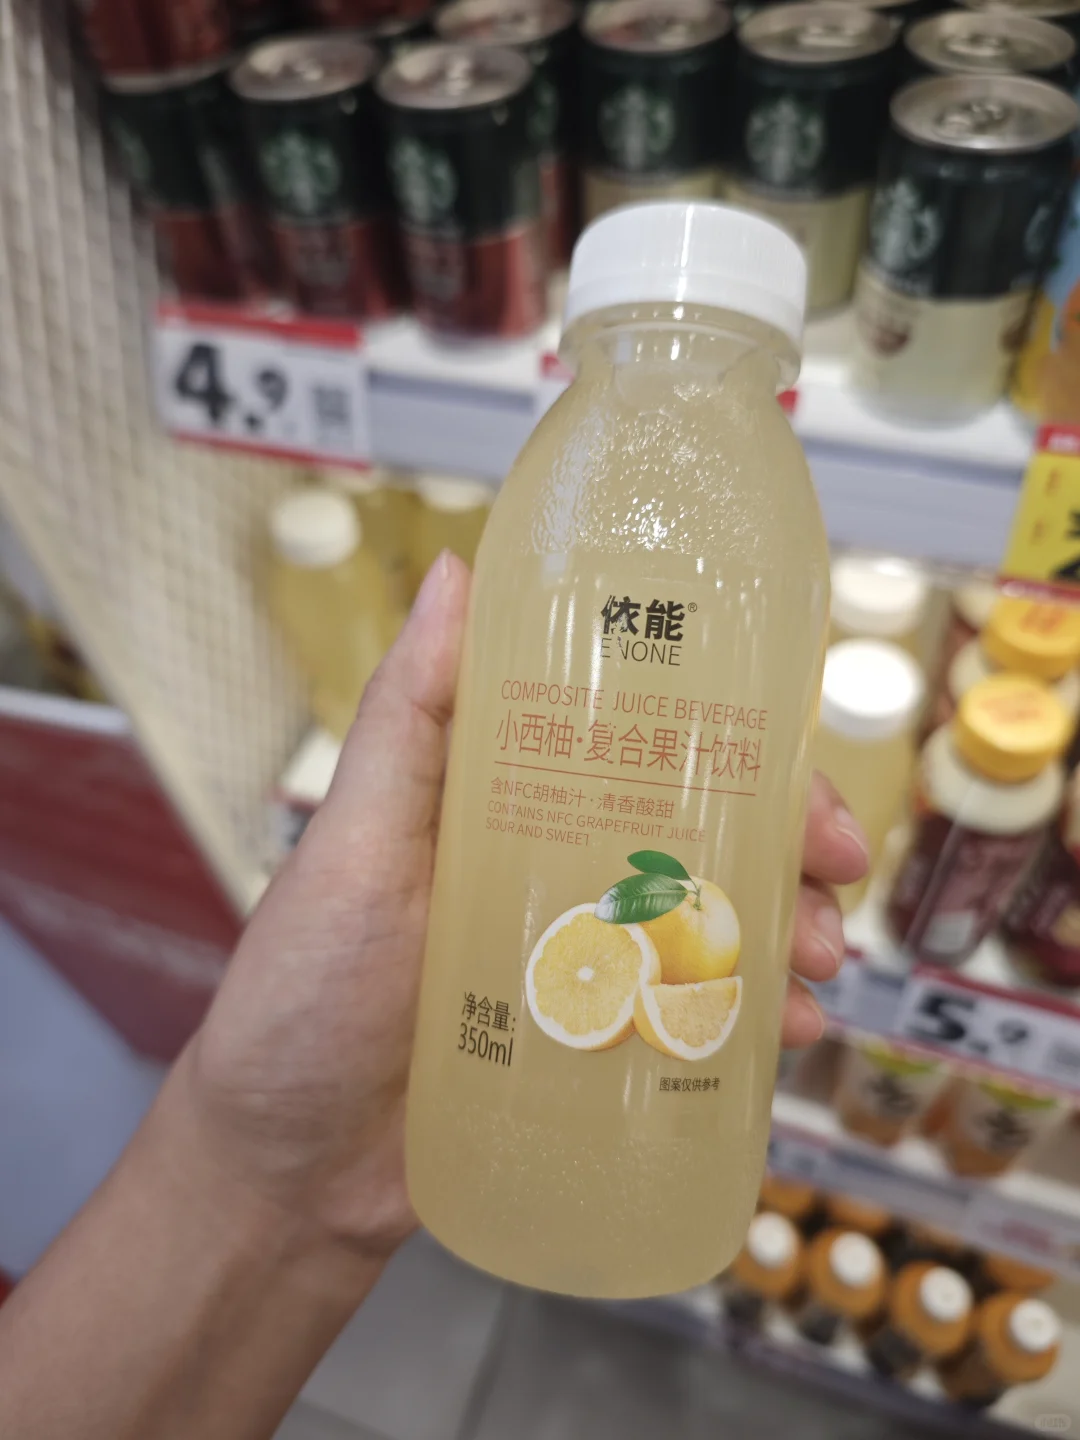 4.9
依能®
ENONE
COMPOSITE JUICE BEVERAGE
小西柚·复合果汁饮料
含NFC胡柚汁·清香酸甜
CONTAINS NFC GRAPEFRUIT JUICE
SOUR AND SWEET
净含量:
350ml
图案仅供参考
5.9